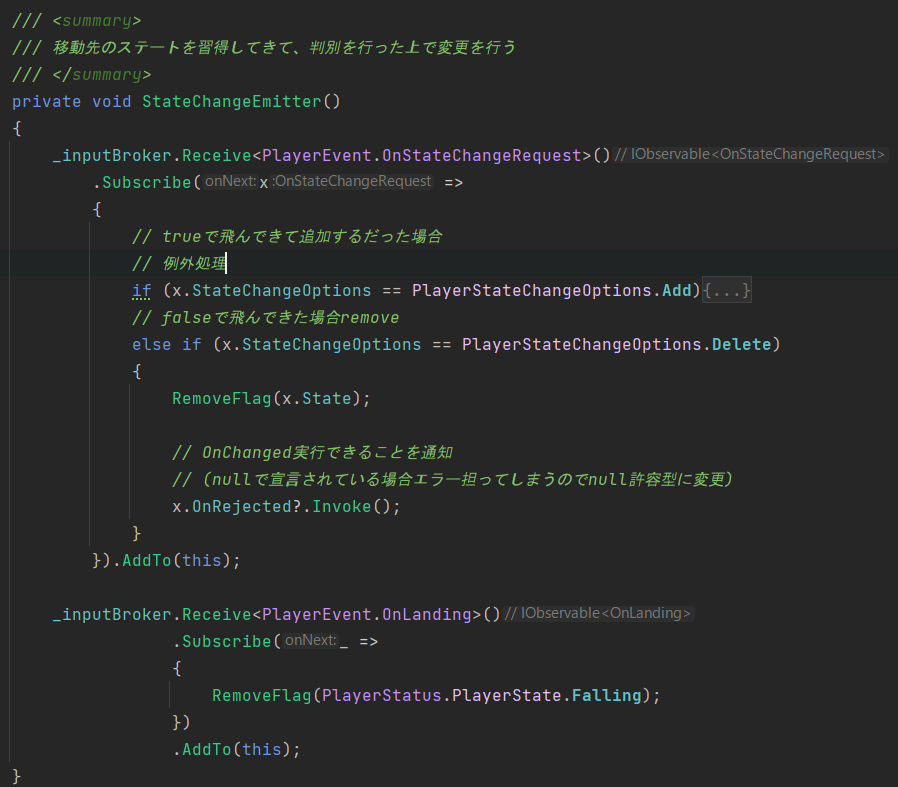 /// <summary>
/// 移動先のステートを習得してきて、判別を行った上で変更を行う
/// </summary>
private void StateChangeEmitter()
{
    _inputBroker.Receive<PlayerEvent.OnStateChangeRequest>() // IObservable<OnStateChangeRequest>
        .Subscribe( onNext: x :OnStateChangeRequest =>
        {
            // trueで飛んできて追加するだった場合
            // 例外処理
            if (x.StateChangeOptions == PlayerStateChangeOptions.Add){...}
            // falseで飛んできた場合remove
            else if (x.StateChangeOptions == PlayerStateChangeOptions.Delete)
            {
                RemoveFlag(x.State);
                // OnChanged実行できることを通知
                // (nullで宣言されている場合エラー担ってしまうのでnull許容型に変更)
                x.OnRejected?.Invoke();
            }
        }).AddTo(this);
    _inputBroker.Receive<PlayerEvent.OnLanding>() // IObservable<OnLanding>
                .Subscribe( onNext: _ =>
                {
                    RemoveFlag(PlayerStatus.PlayerState.Falling);
                })
                .AddTo(this);
}